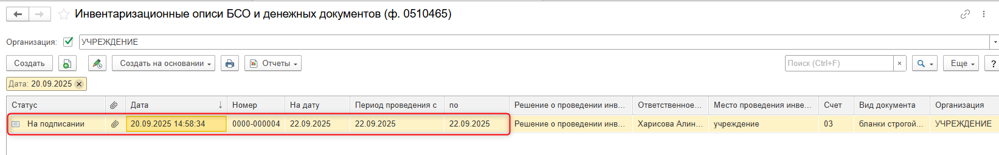 Инвентаризационные описи БСО и денежных документов (ф. 0510465)
Организация: УЧРЕЖДЕНИЕ
Создать Создать на основании Отчеты Поиск (Ctrl+F) × Еще ?
Дата: 20.09.2025 ×
Статус Дата ↓ Номер На дату Период проведения с по Решение о проведении инв... Ответственное... Место проведения инве... Счет Вид документа Организация
На подписании 20.09.2025 14:58:34 0000-000004 22.09.2025 22.09.2025 22.09.2025 Решение о проведении инв... Харисова Алин... учреждение 03 бланки строгой... УЧРЕЖДЕНИЕ